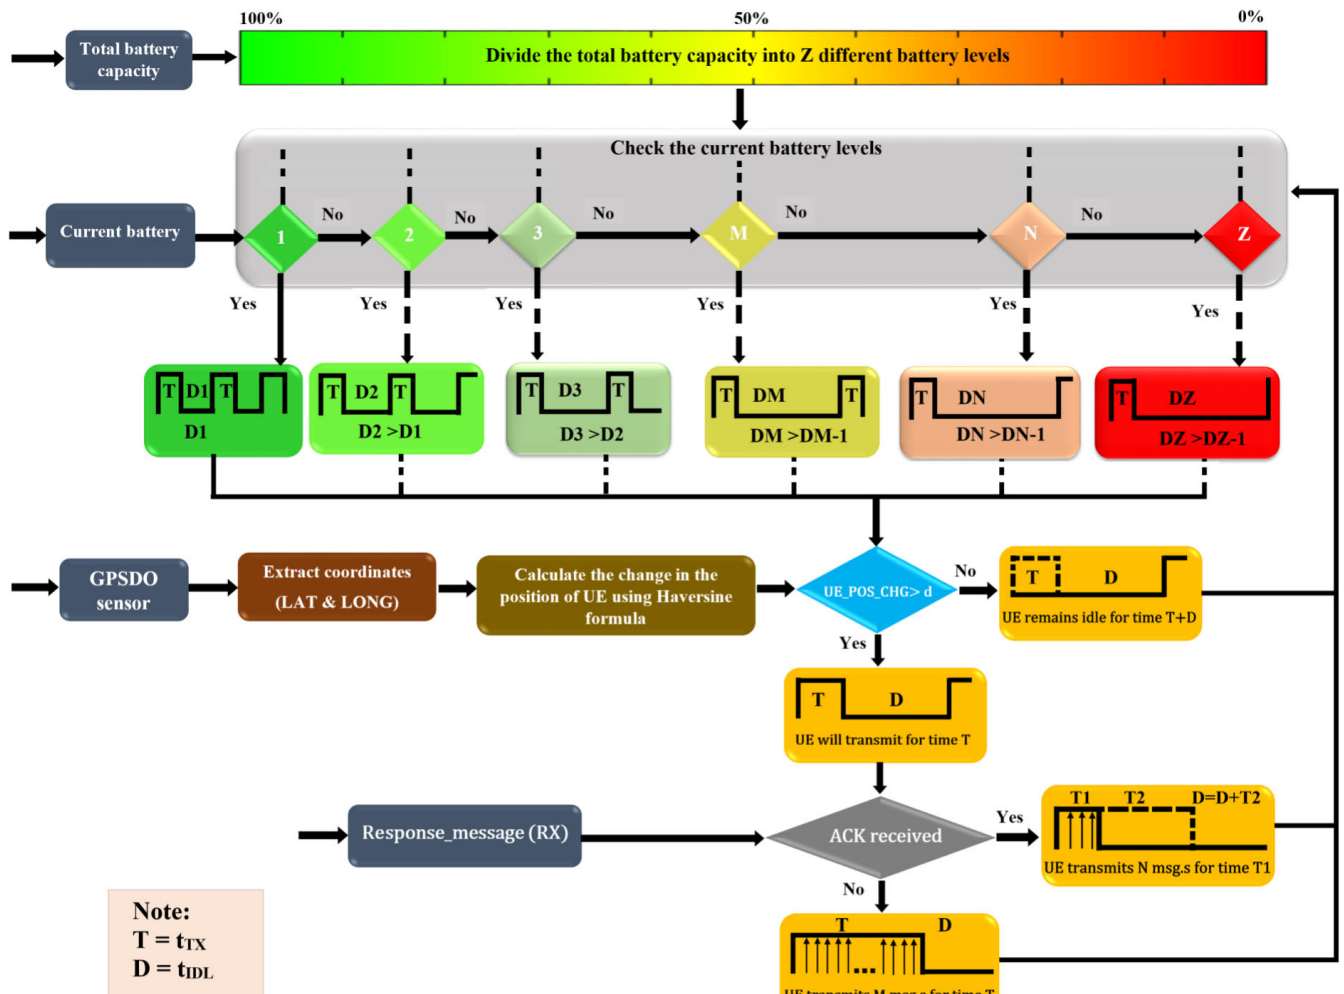 100%
50%
0%
Total battery
capacity
Divide the total battery capacity into Z different battery levels
Check the current battery levels
Current battery
1
No
2
No
3
No
M
No
N
No
Z
Yes
Yes
Yes
Yes
Yes
Yes
T D1 T
D1
T D2 T
D2 >D1
T D3 T
D3 >D2
T DM T
DM >DM-1
T DN
DN >DN-1
T DZ
DZ >DZ-1
GPSDO
sensor
Extract coordinates
(LAT & LONG)
Calculate the change in the
position of UE using Haversine
formula
UE_POS_CHG> d
No
T D
UE remains idle for time T+D
Yes
T D
UE will transmit for time T
Response_message (RX)
ACK received
Yes
T1 T2 D=D+T2
UE transmits N msg.s for time T1
No
T D
UE transmits M msg.s for time T
Note:
T = tTX
D = tIDL